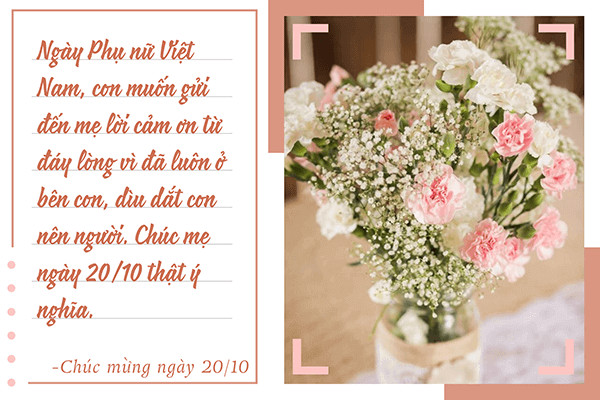 Ngày Phụ nữ Việt
Nam, con muốn gửi
đến mẹ lời cảm ơn từ
đáy lòng vì đã luôn ở
bên con, dìu dắt con
nên người. Chúc mẹ
ngày 20/10 thật ý
nghĩa.
-Chúc mừng ngày 20/10